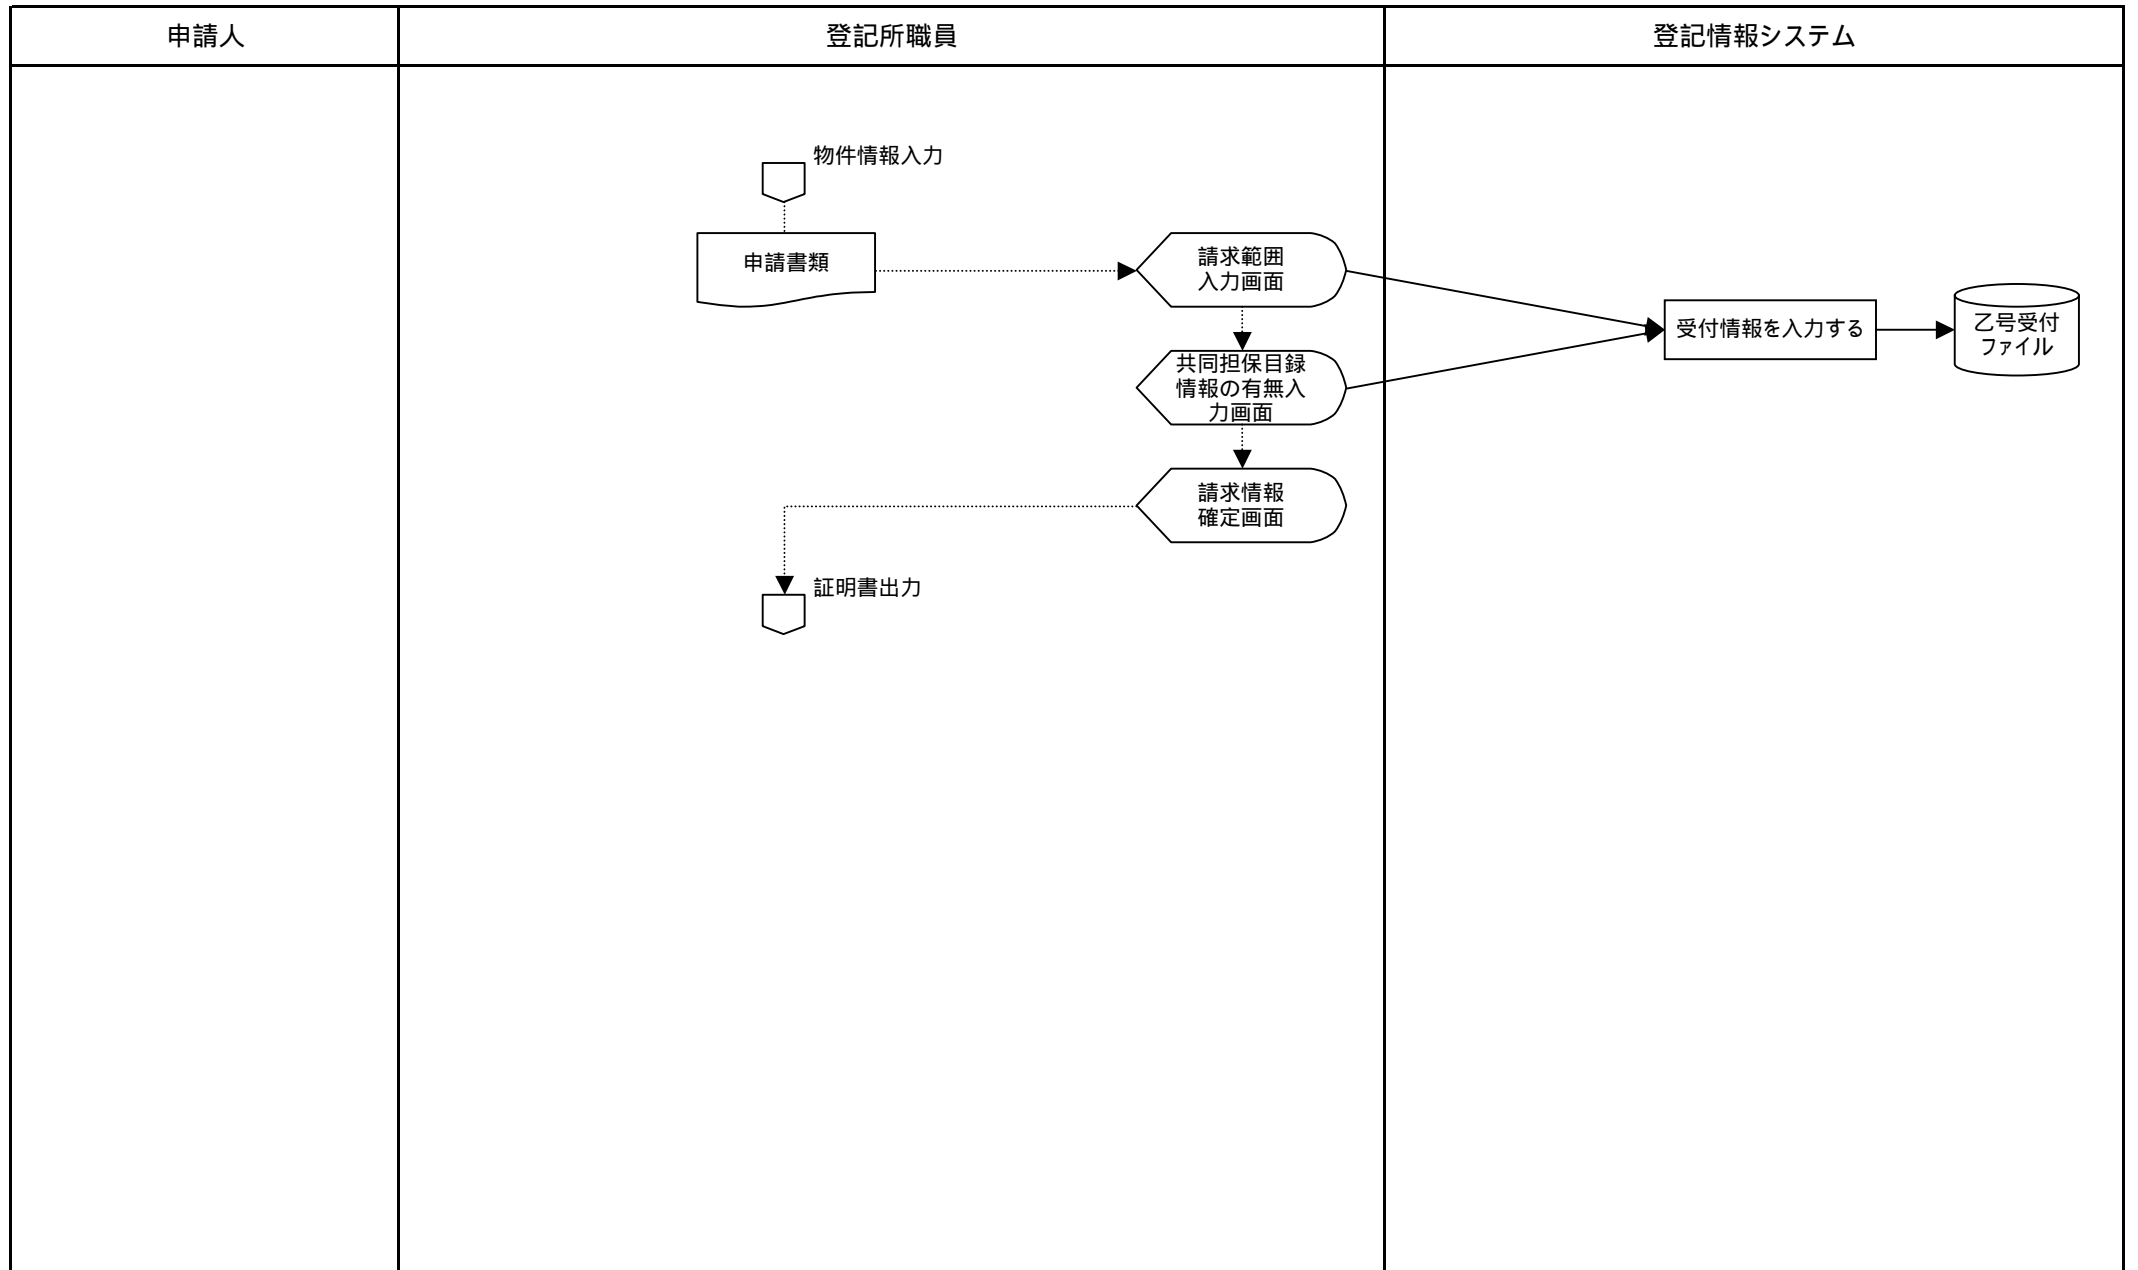 申請人
登記所職員
登記情報システム
物件情報入力
申請書類
請求範囲
入力画面
受付情報を入力する
乙号受付
ファイル
共同担保目録
情報の有無入
力画面
請求情報
確定画面
証明書出力